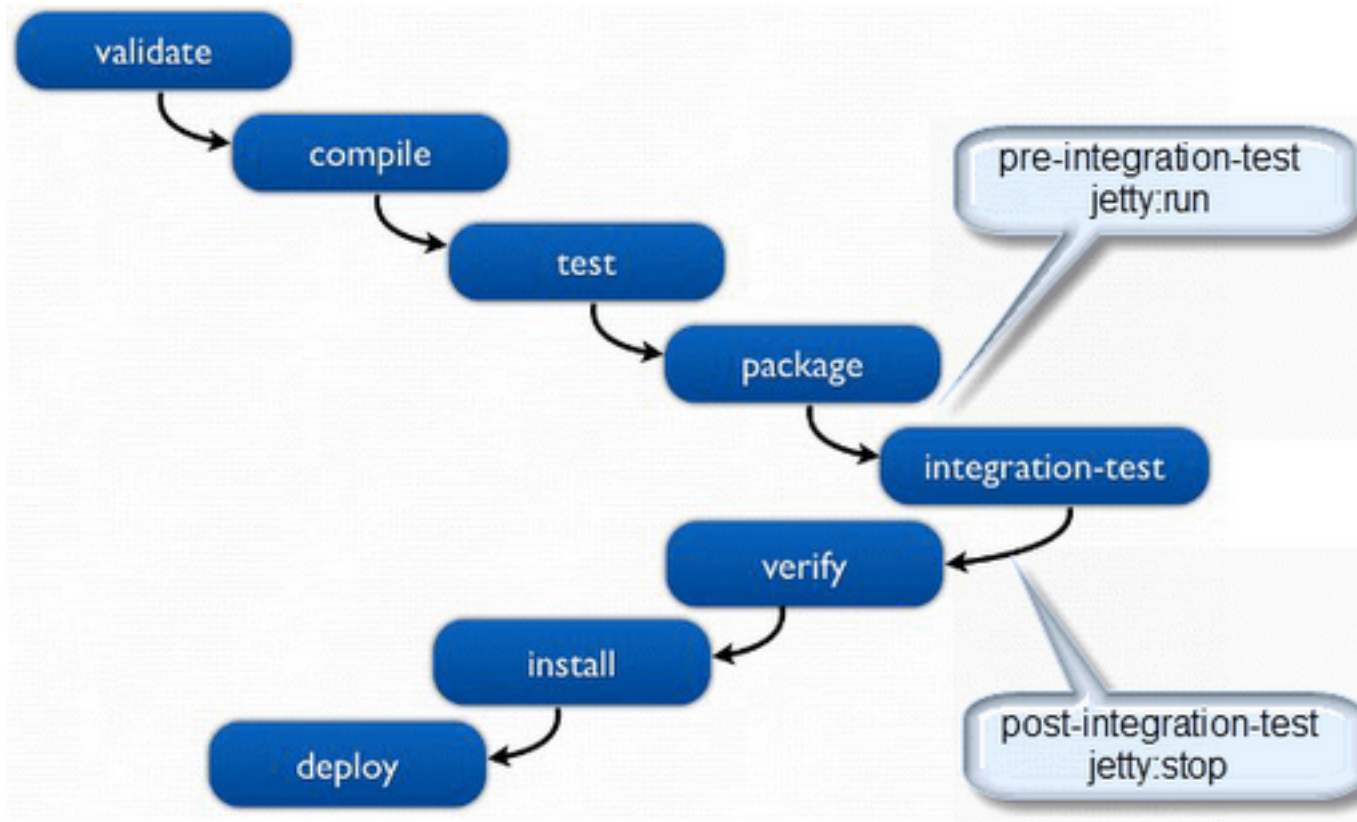 validate
compile
pre-integration-test
jetty:run
test
package
integration-test
verify
install
post-integration-test
jetty:stop
deploy